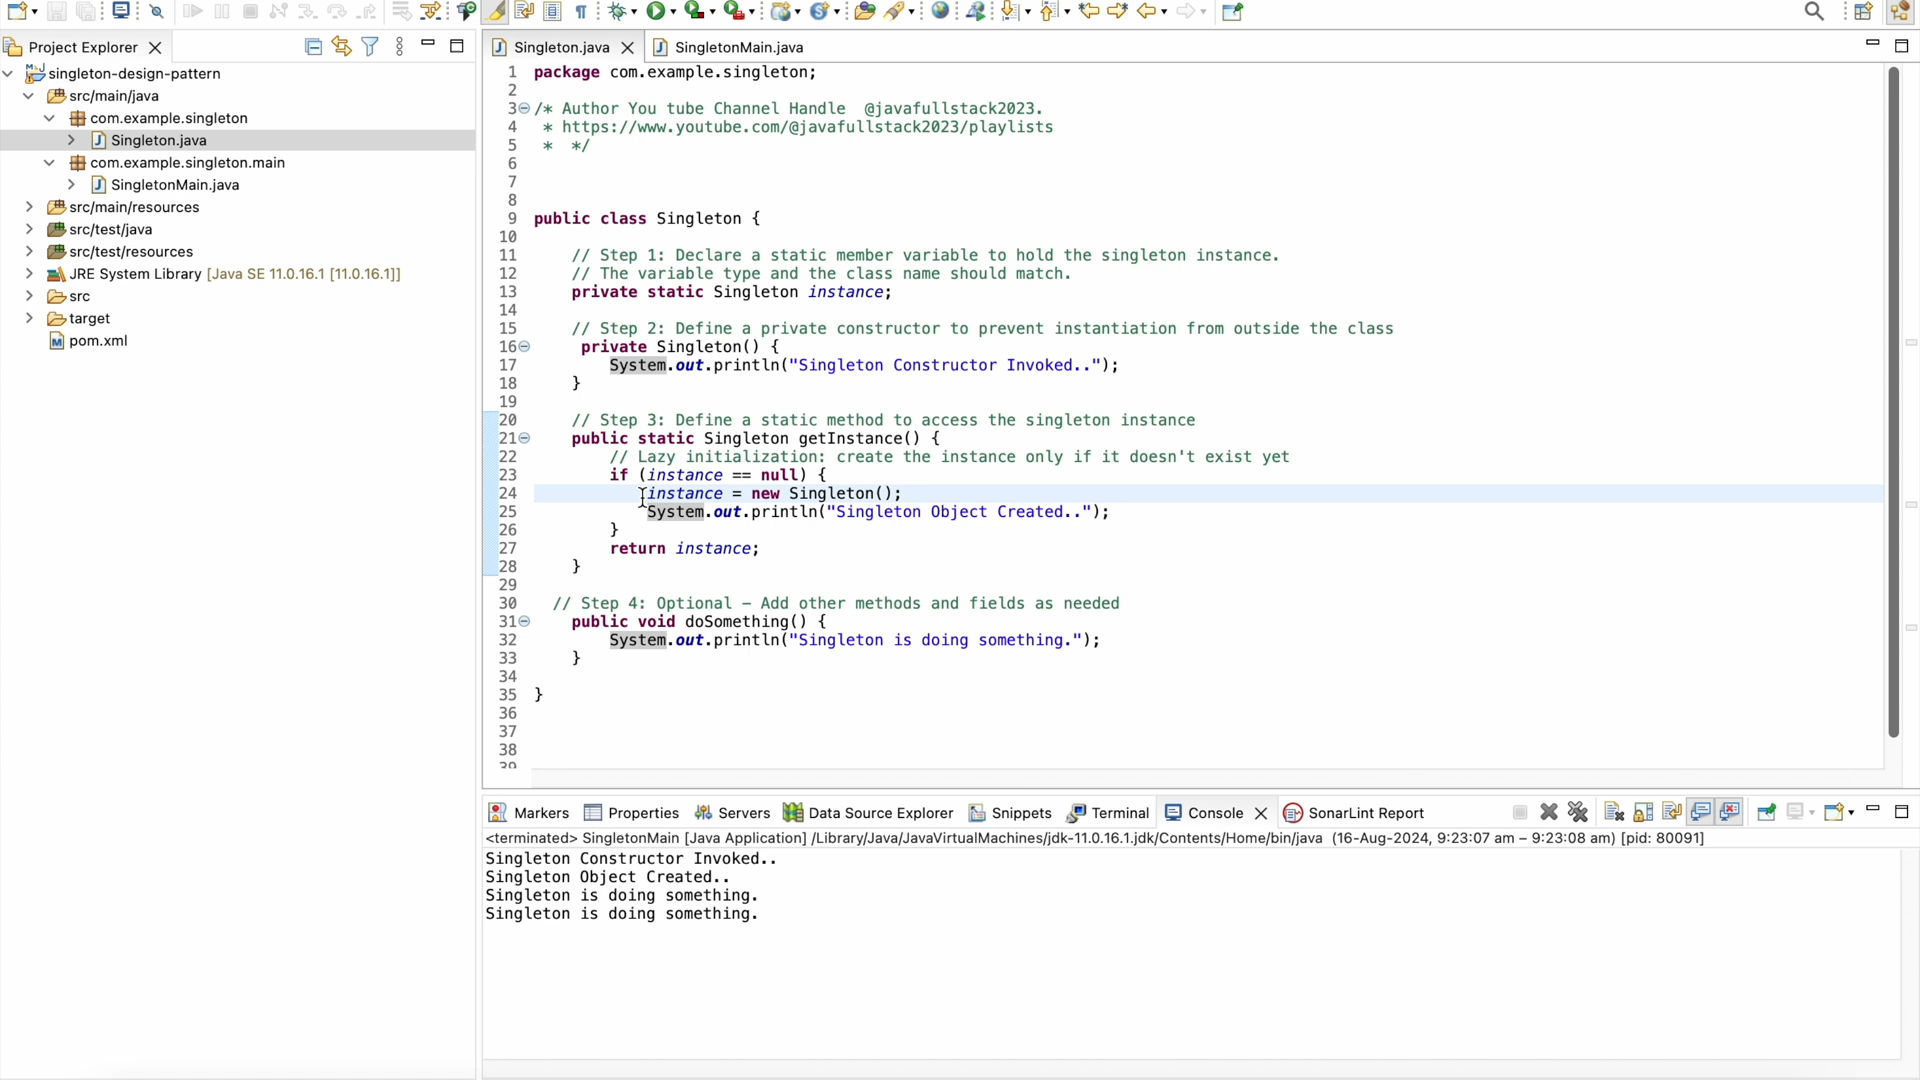 Project Explorer
singleton-design-pattern
src/main/java
com.example.singleton
Singleton.java
com.example.singleton.main
SingletonMain.java
src/main/resources
src/test/java
src/test/resources
JRE System Library [Java SE 11.0.16.1 [11.0.16.1]]
src
target
pom.xml
Singleton.java
SingletonMain.java
1 package com.example.singleton;
2
3 /* Author You tube Channel Handle  @javafullstack2023.
4  * https://www.youtube.com/@javafullstack2023/playlists
5  *  */
6
7
8
9 public class Singleton {
10
11     // Step 1: Declare a static member variable to hold the singleton instance.
12     // The variable type and the class name should match.
13     private static Singleton instance;
14
15     // Step 2: Define a private constructor to prevent instantiation from outside the class
16      private Singleton() {
17         System.out.println("Singleton Constructor Invoked..");
18     }
19
20     // Step 3: Define a static method to access the singleton instance
21     public static Singleton getInstance() {
22         // Lazy initialization: create the instance only if it doesn't exist yet
23         if (instance == null) {
24             instance = new Singleton();
25             System.out.println("Singleton Object Created..");
26         }
27         return instance;
28     }
29
30   // Step 4: Optional – Add other methods and fields as needed
31     public void doSomething() {
32         System.out.println("Singleton is doing something.");
33     }
34
35 }
36
37
38
39
Markers Properties Servers Data Source Explorer Snippets Terminal Console SonarLint Report
<terminated> SingletonMain [Java Application] /Library/Java/JavaVirtualMachines/jdk-11.0.16.1.jdk/Contents/Home/bin/java  (16-Aug-2024, 9:23:07 am – 9:23:08 am) [pid: 80091]
Singleton Constructor Invoked..
Singleton Object Created..
Singleton is doing something.
Singleton is doing something.